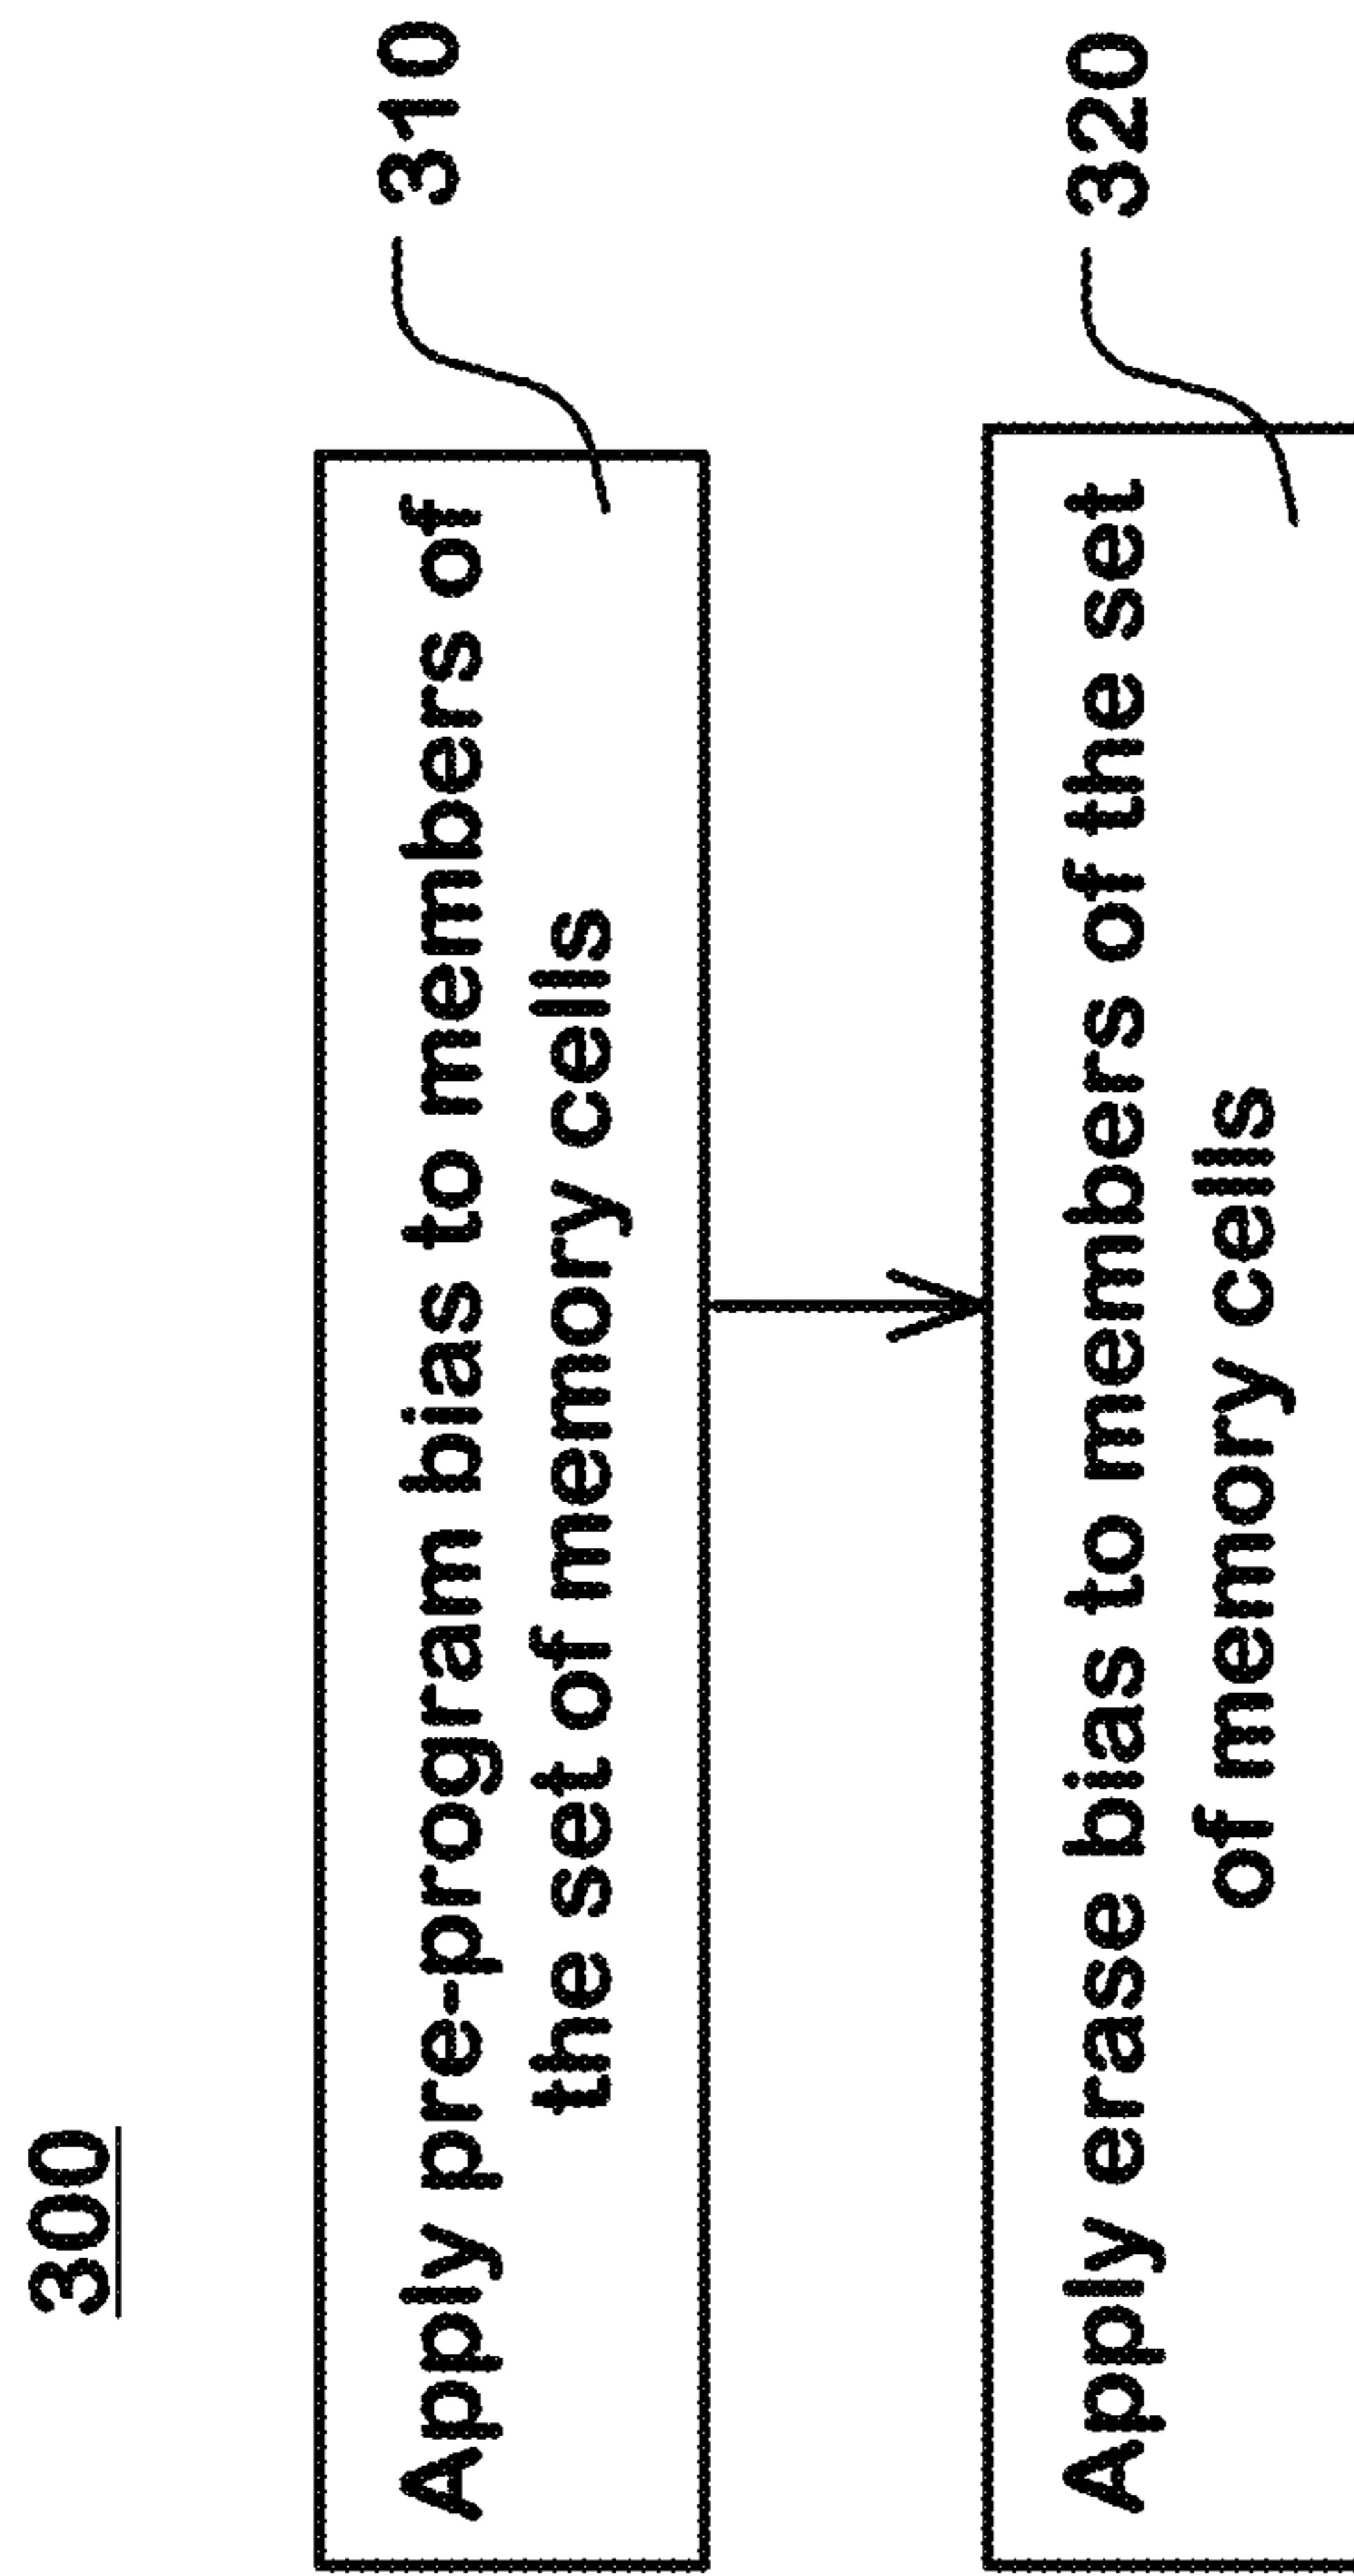 300
Apply pre-program bias to members of
the set of memory cells
310
Apply erase bias to members of the set
of memory cells
320